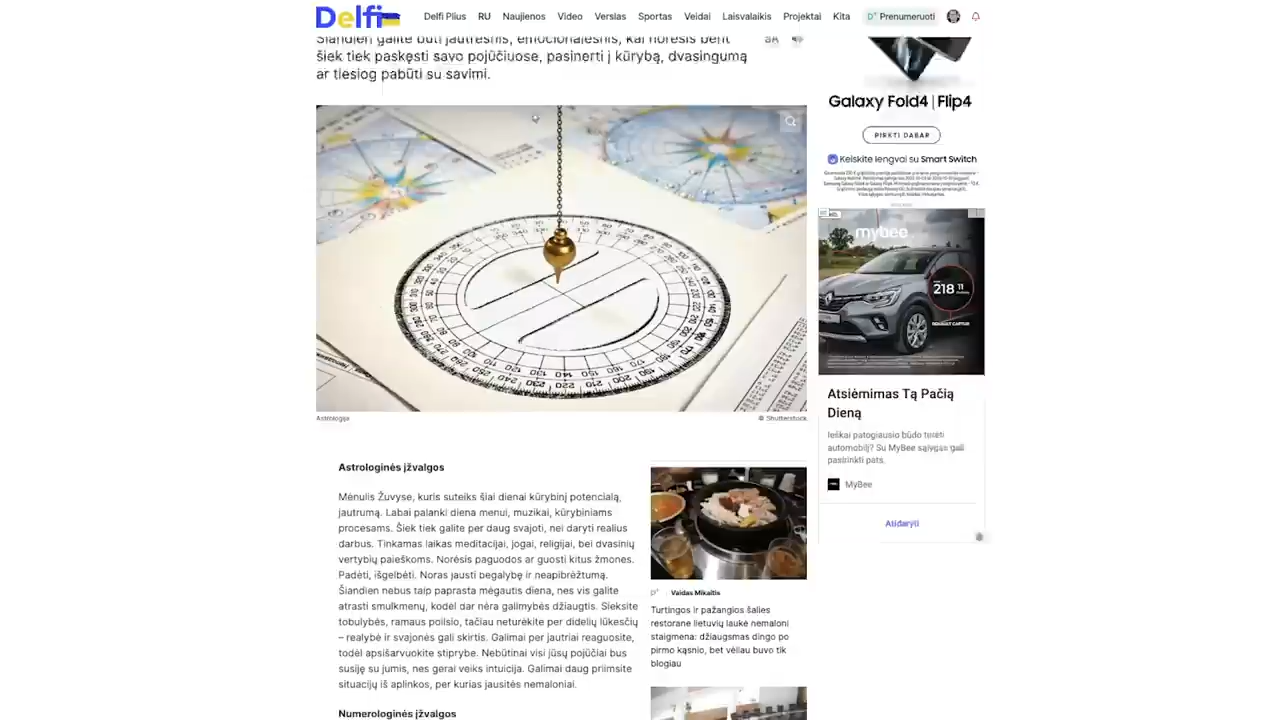 Delfi
Delfi Plius RU Naujienos Video Verslas Sportas Veidai Laisvalaikis Projektai Kita D+ Prenumeruoti
Šiandien galite būti jautresnis, emocionalesnis, kai norėsis bent
šiek tiek paskęsti savo pojūčiuose, pasinerti į kūrybą, dvasingumą
ar tiesiog pabūti su savimi.
Astrologija
© Shutterstock
Astrologinės įžvalgos
Mėnulis Žuvyse, kuris suteiks šiai dienai kūrybinį potencialą,
jautrumą. Labai palanki diena menui, muzikai, kūrybiniams
procesams. Šiek tiek galite per daug svajoti, nei daryti realius
darbus. Tinkamas laikas meditacijai, jogai, religijai, bei dvasinių
vertybių paieškoms. Norėsis paguodos ar guosti kitus žmones.
Padėti, išgelbėti. Noras jausti begalybę ir neapibrėžtumą.
Šiandien nebus taip paprasta mėgautis diena, nes vis galite
atrasti smulkmenų, kodėl dar nėra galimybės džiaugtis. Sieksite
tobulybės, ramaus poilsio, tačiau neturėkite per didelių lūkesčių
– realybė ir svajonės gali skirtis. Galimai per jautriai reaguosite,
todėl apsišarvuokite stiprybe. Nebūtinai visi jūsų pojūčiai bus
susiję su jumis, nes gerai veiks intuicija. Galimai daug priimsite
situacijų iš aplinkos, per kurias jausitės nemaloniai.
Numerologinės įžvalgos
D+ Vaidas Mikaitis
Turtingos ir pažangios šalies
restorane lietuvių laukė nemaloni
staigmena: džiaugsmas dingo po
pirmo kąsnio, bet vėliau buvo tik
blogiau
Galaxy Fold4 | Flip4
PIRKTI DABAR
Keiskite lengvai su Smart Switch
mybee
218 11
RENAULT CAPTUR
Atsiėmimas Tą Pačią
Dieną
Ieškai patogiausio būdo turėti
automobilį? Su MyBee sąlygas gali
pasirinkti pats.
MyBee
Atidaryti